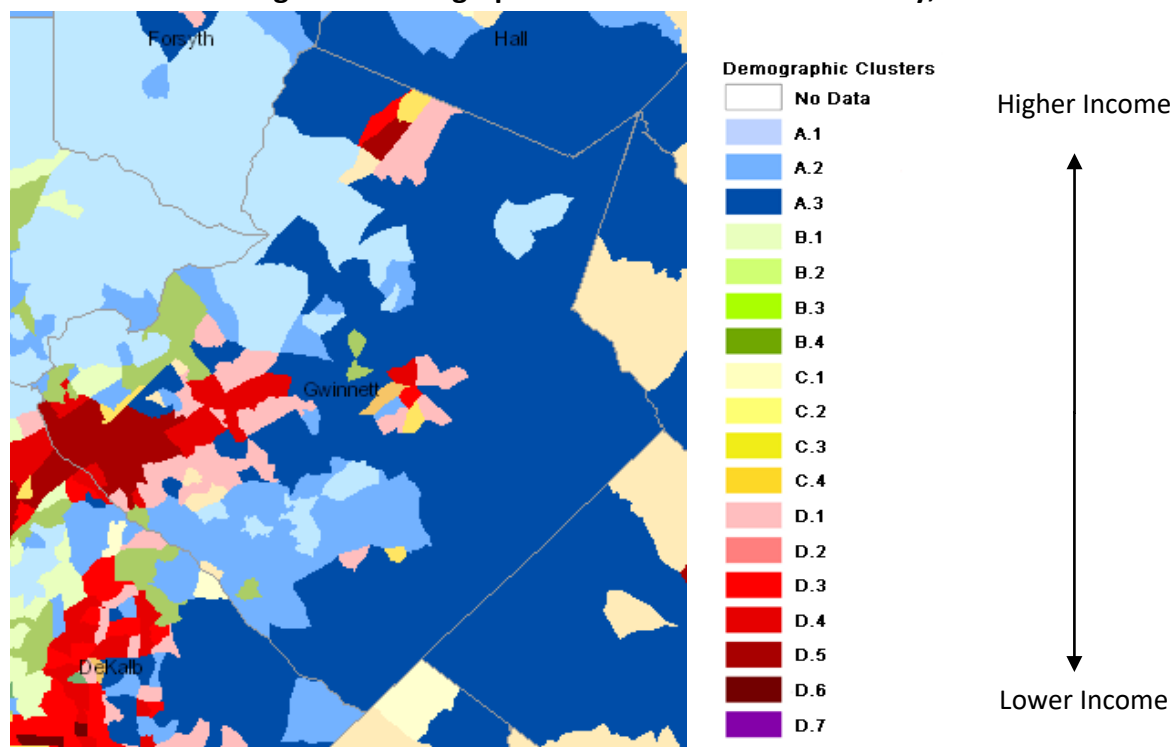 Forsyth
Hall
Gwinnett
DeKalb
Demographic Clusters
No Data
A.1
A.2
A.3
B.1
B.2
B.3
B.4
C.1
C.2
C.3
C.4
D.1
D.2
D.3
D.4
D.5
D.6
D.7
Higher Income
Lower Income